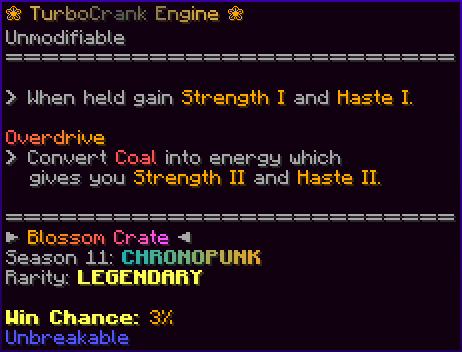 ❀ TurboCrank Engine ❀
Unmodifiable
================================
> When held gain Strength I and Haste I.
Overdrive
> Convert Coal into energy which
gives you Strength II and Haste II.
================================
► Blossom Crate ◄
Season 11: CHRONOPUNK
Rarity: LEGENDARY
Win Chance: 3%
Unbreakable